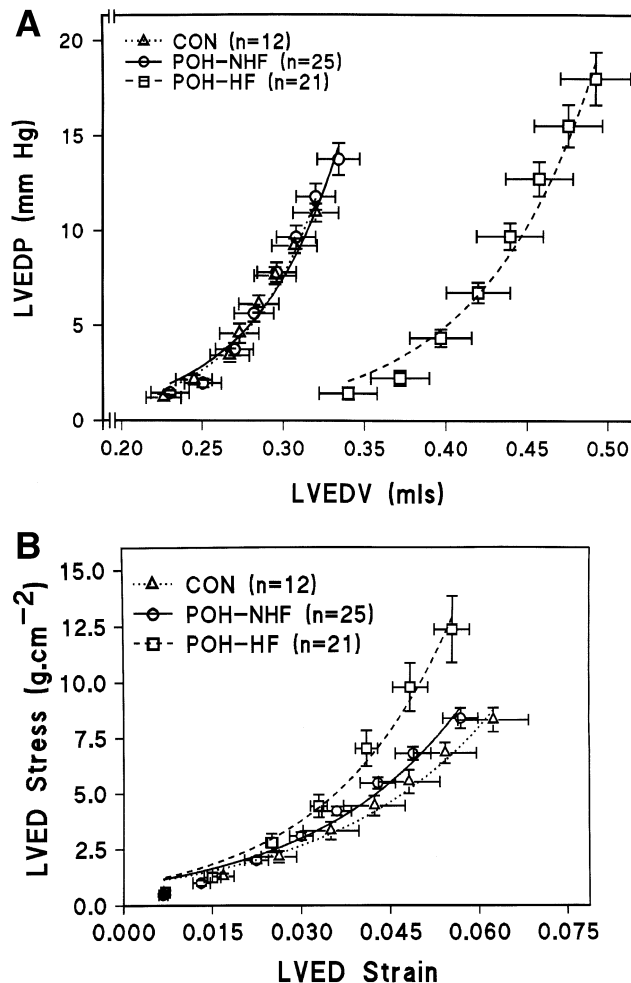 A
CON (n=12)
POH-NHF (n=25)
POH-HF (n=21)
20
15
10
5
0
LVEDP (mm Hg)
0.20 0.25 0.30 0.35 0.40 0.45 0.50
LVEDV (mls)
B
CON (n=12)
POH-NHF (n=25)
POH-HF (n=21)
15.0
12.5
10.0
7.5
5.0
2.5
0.0
LVED Stress (g.cm⁻²)
0.000 0.015 0.030 0.045 0.060 0.075
LVED Strain